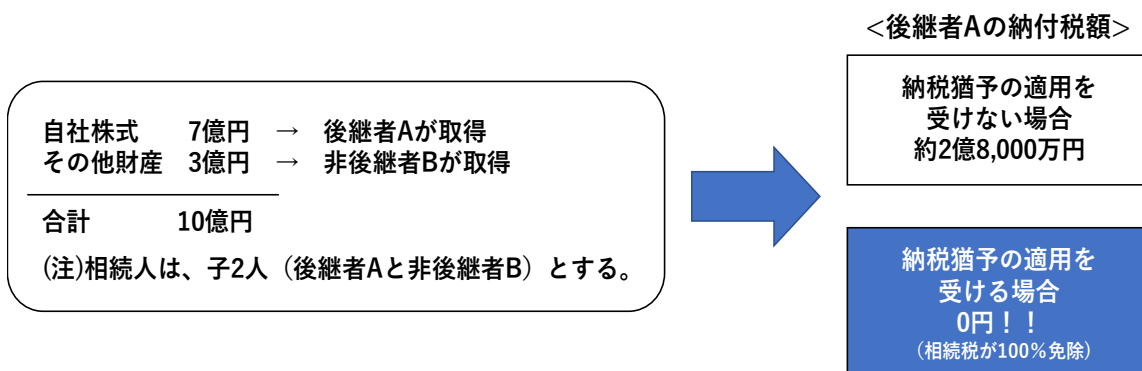 <後継者Aの納付税額>
自社株式 7億円 → 後継者Aが取得
その他財産 3億円 → 非後継者Bが取得
合計 10億円
(注)相続人は、子2人（後継者Aと非後継者B）とする。
納税猶予の適用を
受けない場合
約2億8,000万円
納税猶予の適用を
受ける場合
0円！！
（相続税が100％免除）